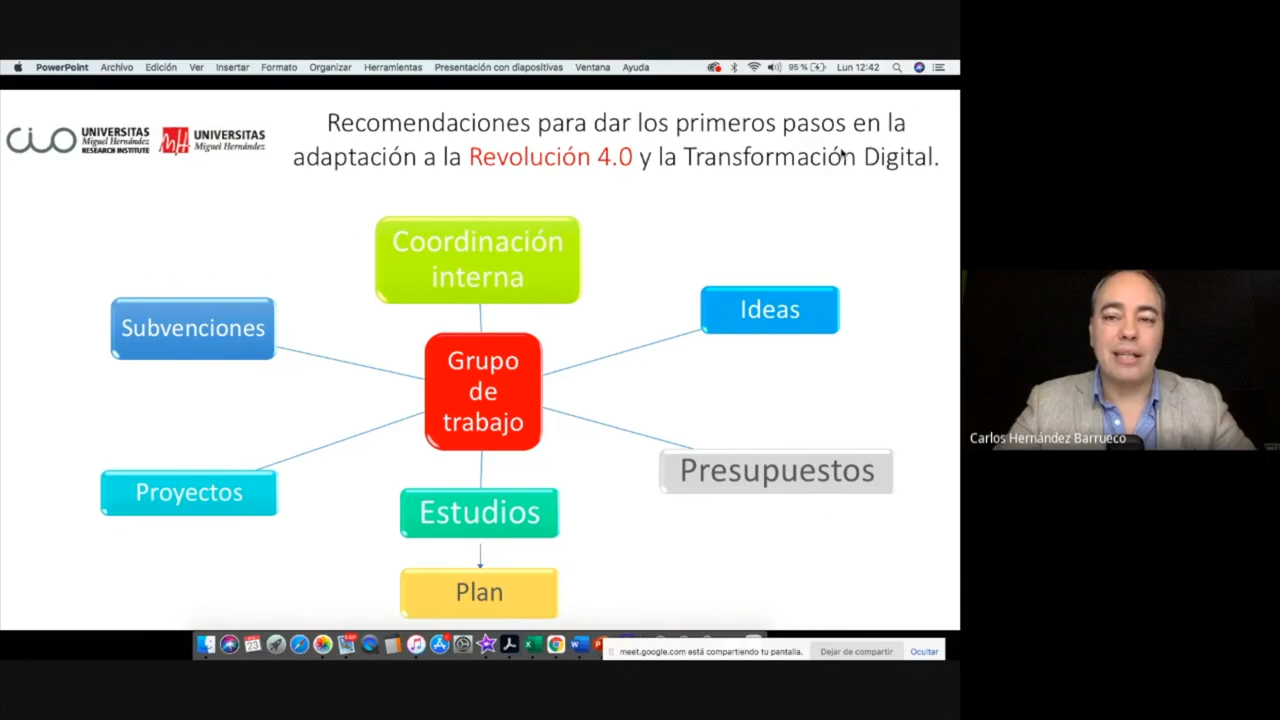 PowerPoint Archivo Edición Ver Insertar Formato Organizar Herramientas Presentación con diapositivas Ventana Ayuda 95 % Lun 12:42
CIO UNIVERSITAS Miguel Hernández RESEARCH INSTITUTE
UNIVERSITAS Miguel Hernández
Recomendaciones para dar los primeros pasos en la
adaptación a la Revolución 4.0 y la Transformación Digital.
Coordinación
interna
Subvenciones
Ideas
Grupo
de
trabajo
Proyectos
Presupuestos
Estudios
Plan
Carlos Hernández Barrueco
meet.google.com está compartiendo tu pantalla. Dejar de compartir Ocultar